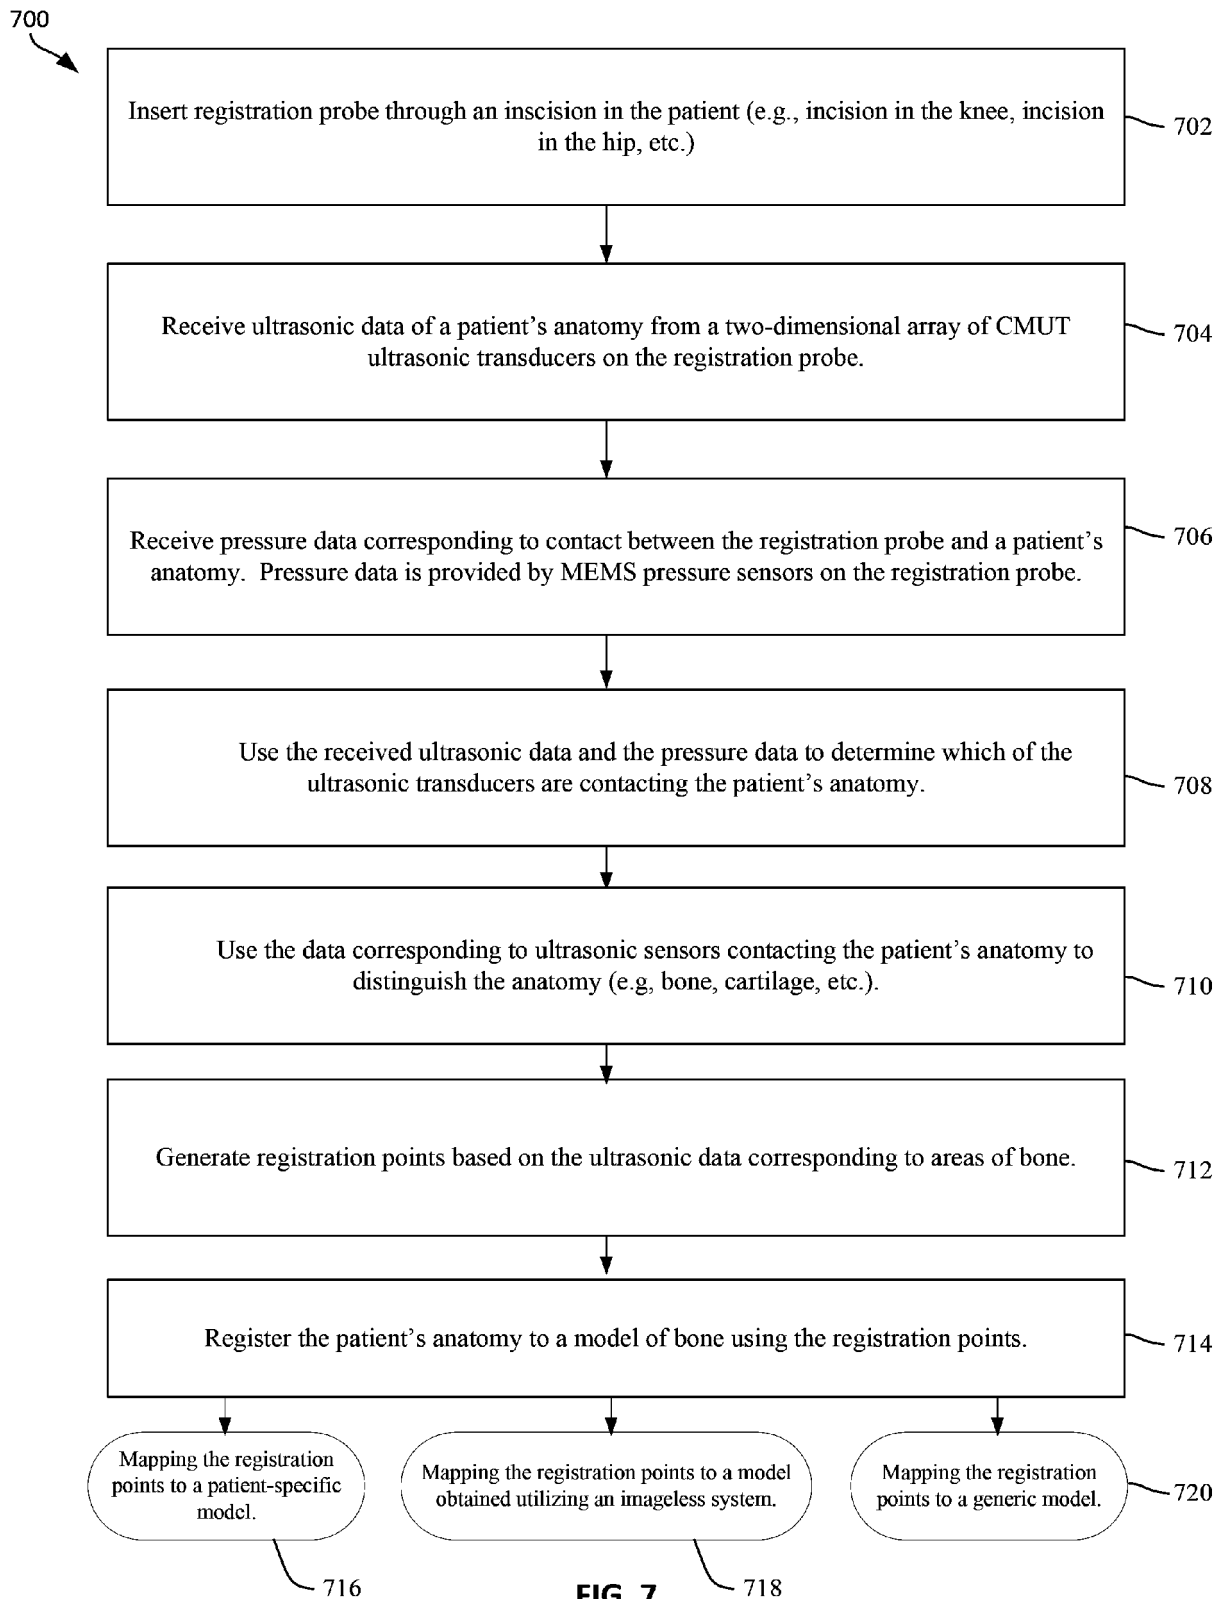 700
Insert registration probe through an inscision in the patient (e.g., incision in the knee, incision
in the hip, etc.)
702
Receive ultrasonic data of a patient's anatomy from a two-dimensional array of CMUT
ultrasonic transducers on the registration probe.
704
Receive pressure data corresponding to contact between the registration probe and a patient's
anatomy.  Pressure data is provided by MEMS pressure sensors on the registration probe.
706
Use the received ultrasonic data and the pressure data to determine which of the
ultrasonic transducers are contacting the patient's anatomy.
708
Use the data corresponding to ultrasonic sensors contacting the patient's anatomy to
distinguish the anatomy (e.g, bone, cartilage, etc.).
710
Generate registration points based on the ultrasonic data corresponding to areas of bone.
712
Register the patient's anatomy to a model of bone using the registration points.
714
Mapping the registration
points to a patient-specific
model.
716
Mapping the registration points to a model
obtained utilizing an imageless system.
718
Mapping the registration
points to a generic model.
720
FIG. 7